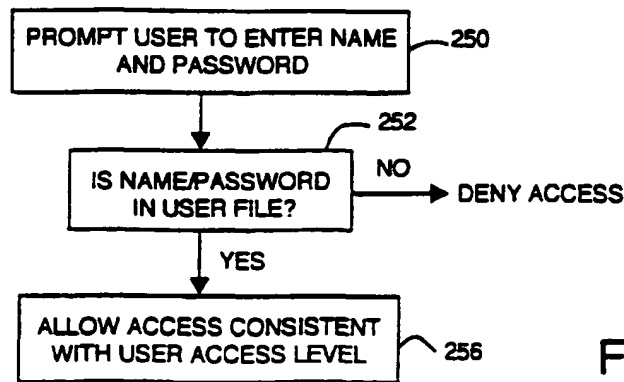 PROMPT USER TO ENTER NAME
AND PASSWORD
250
252
IS NAME/PASSWORD
IN USER FILE?
NO
DENY ACCESS
YES
ALLOW ACCESS CONSISTENT
WITH USER ACCESS LEVEL
256
F